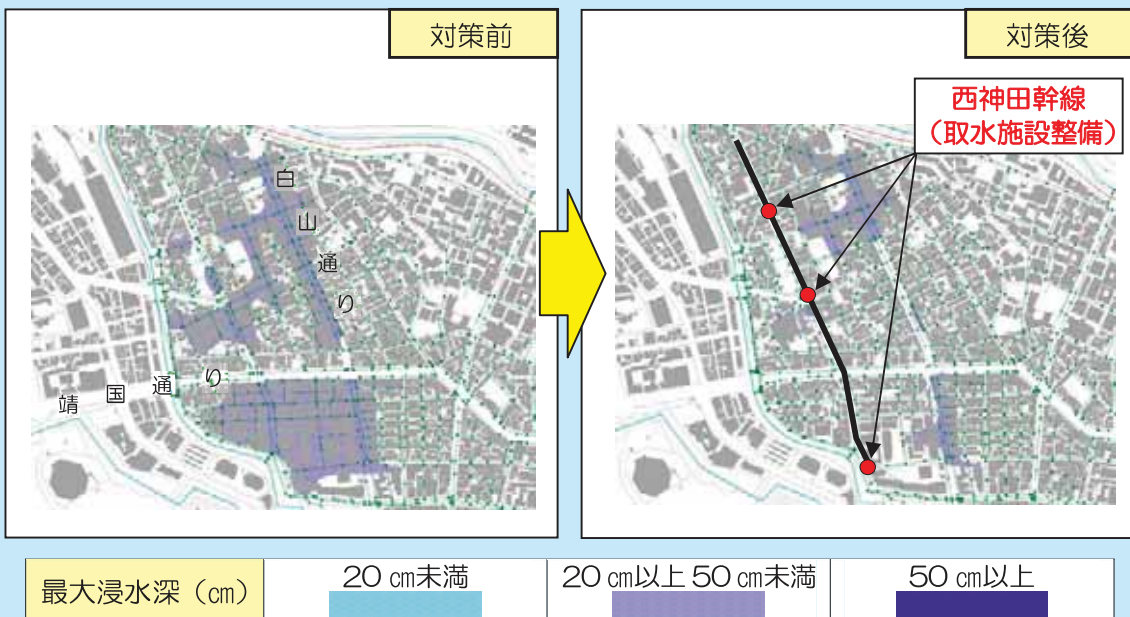 対策前
対策後
西神田幹線
（取水施設整備）
白山通り
靖国通り
最大浸水深（cm）
20 cm未満
20 cm以上 50 cm未満
50 cm以上